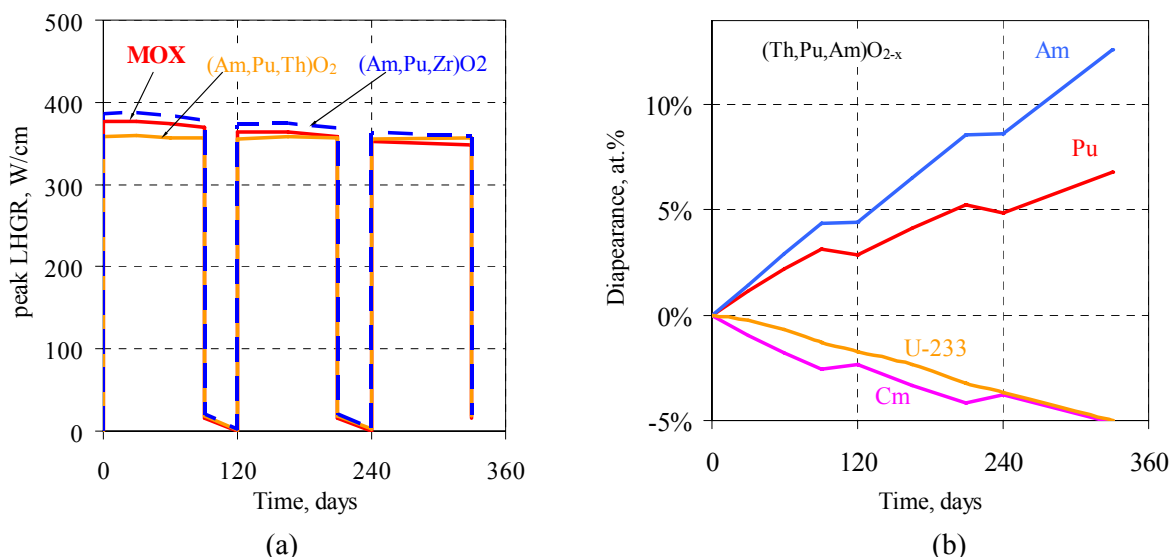 500
400
300
200
100
0
peak LHGR, W/cm
MOX
(Am,Pu,Th)O₂
(Am,Pu,Zr)O2
0 120 240 360
Time, days
(a)
10%
5%
0%
-5%
Diapearance, at.%
(Th,Pu,Am)O₂₋ₓ
Am
Pu
U-233
Cm
0 120 240 360
Time, days
(b)